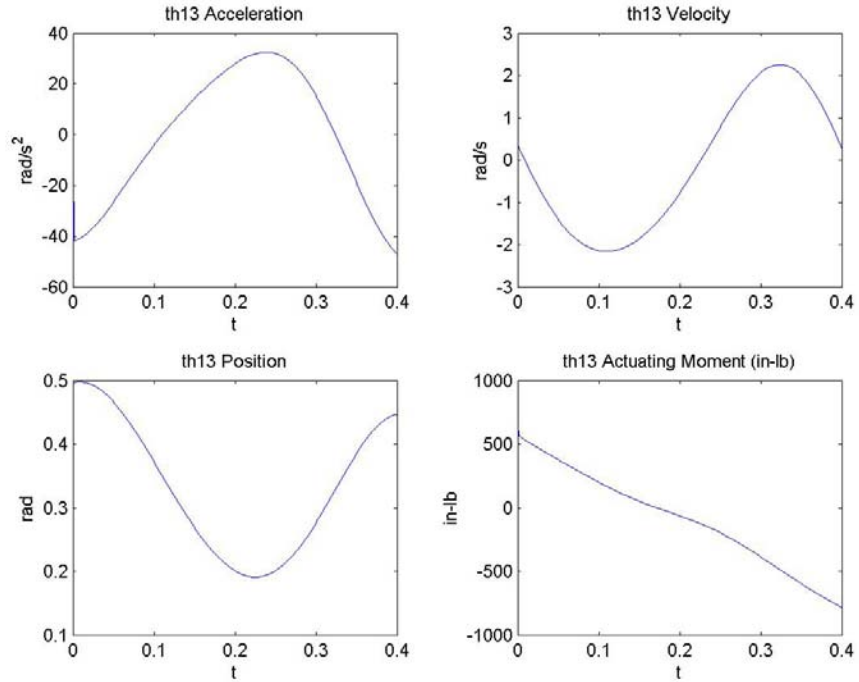 th13 Acceleration
40
20
0
-20
-40
-60
rad/s²
0 0.1 0.2 0.3 0.4
t
th13 Velocity
3
2
1
0
-1
-2
-3
rad/s
0 0.1 0.2 0.3 0.4
t
th13 Position
0.5
0.4
0.3
0.2
0.1
rad
0 0.1 0.2 0.3 0.4
t
th13 Actuating Moment (in-lb)
1000
500
0
-500
-1000
in-lb
0 0.1 0.2 0.3 0.4
t